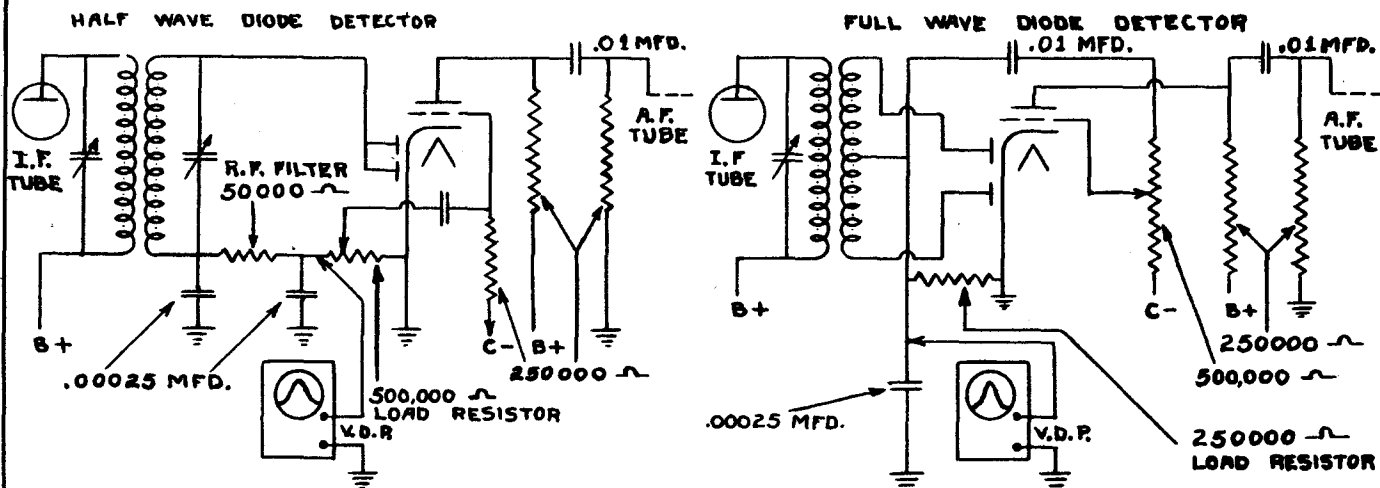 HALF WAVE DIODE DETECTOR
.01 MFD.
A.F.
TUBE
I.F.
TUBE
R.F. FILTER
50000 Ω
B+
C-
B+
.00025 MFD.
250000 Ω
500,000 Ω
LOAD RESISTOR
V.D.P.
FULL WAVE DIODE DETECTOR
.01 MFD.
.01 MFD.
A.F.
TUBE
I.F
TUBE
B+
C-
B+
250000 Ω
500,000 Ω
.00025 MFD.
V.D.P.
250000 Ω
LOAD RESISTOR